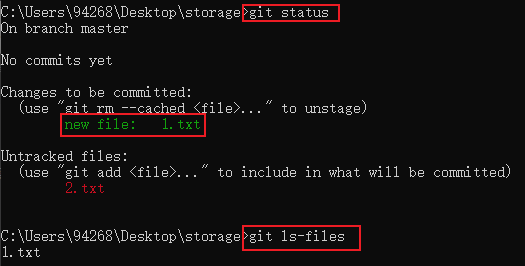 C:\Users\94268\Desktop\storage>git status
On branch master
No commits yet
Changes to be committed:
(use "git rm --cached <file>..." to unstage)
new file: 1.txt
Untracked files:
(use "git add <file>..." to include in what will be committed)
2.txt
C:\Users\94268\Desktop\storage>git ls-files
1.txt